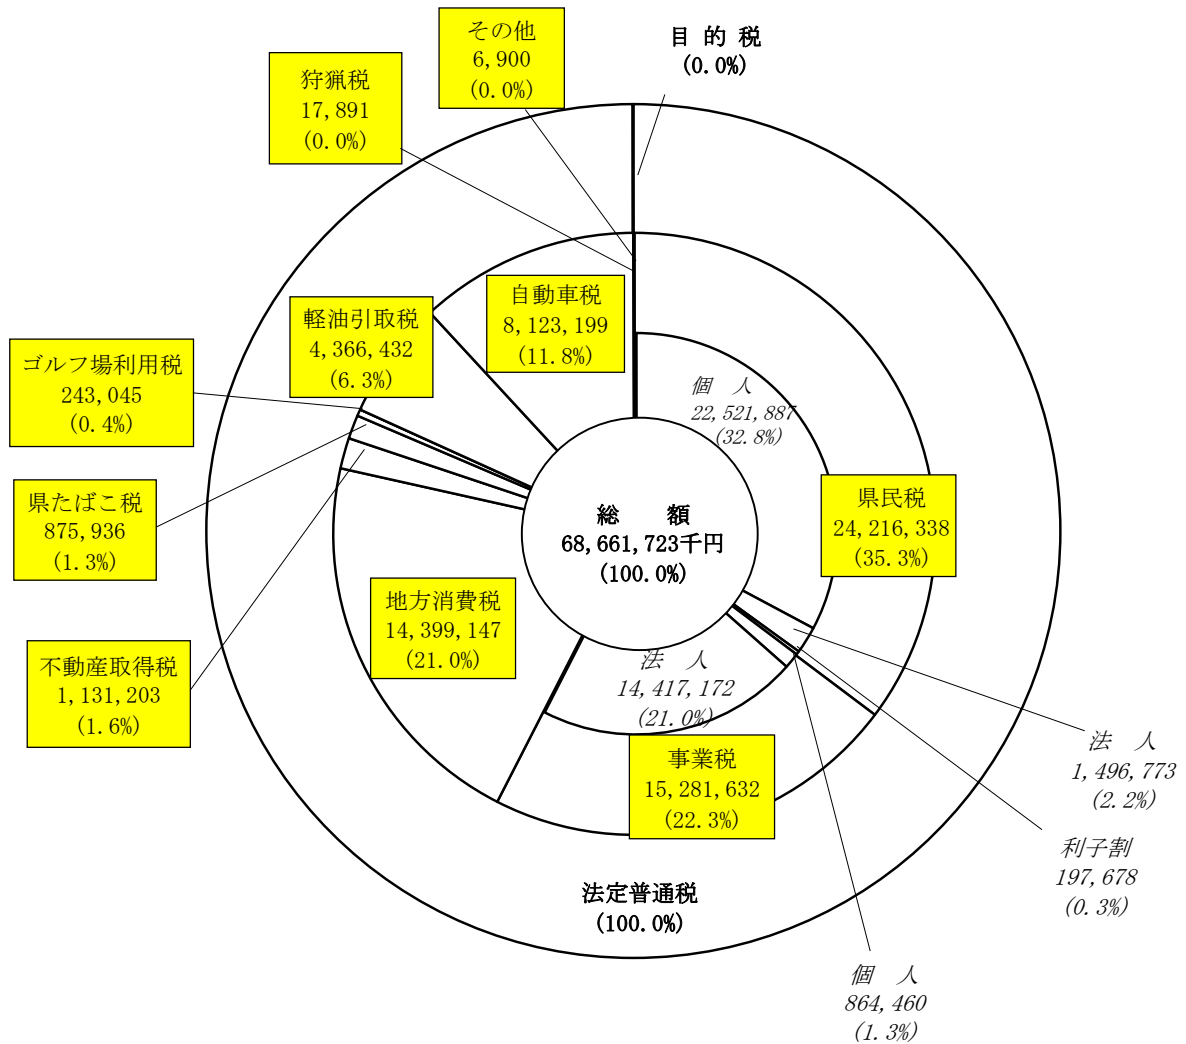 その他
6,900
(0.0%)
目 的 税
(0.0%)
狩猟税
17,891
(0.0%)
自動車税
8,123,199
(11.8%)
軽油引取税
4,366,432
(6.3%)
ゴルフ場利用税
243,045
(0.4%)
個 人
22,521,887
(32.8%)
県たばこ税
875,936
(1.3%)
総 額
68,661,723千円
(100.0%)
県民税
24,216,338
(35.3%)
地方消費税
14,399,147
(21.0%)
不動産取得税
1,131,203
(1.6%)
法 人
14,417,172
(21.0%)
事業税
15,281,632
(22.3%)
法 人
1,496,773
(2.2%)
利子割
197,678
(0.3%)
法定普通税
(100.0%)
個 人
864,460
(1.3%)